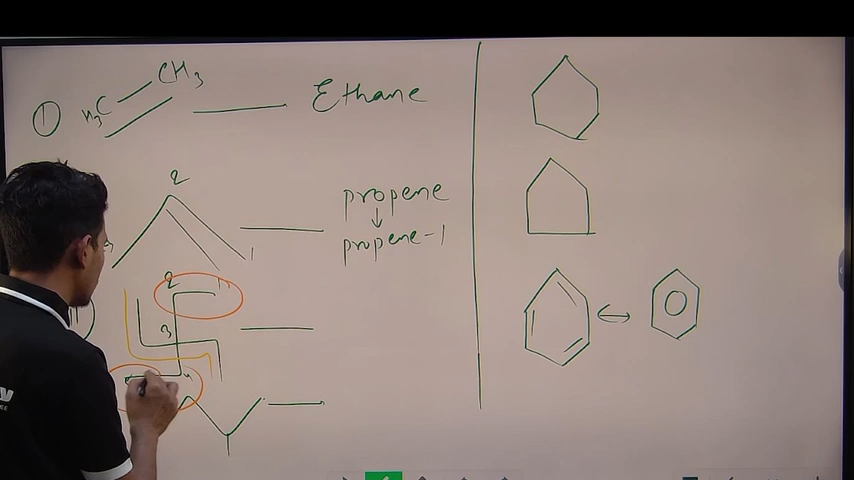 ① H₃C CH₃ Ethane
2
1
propene
↓
propene-1
2 1
3
4